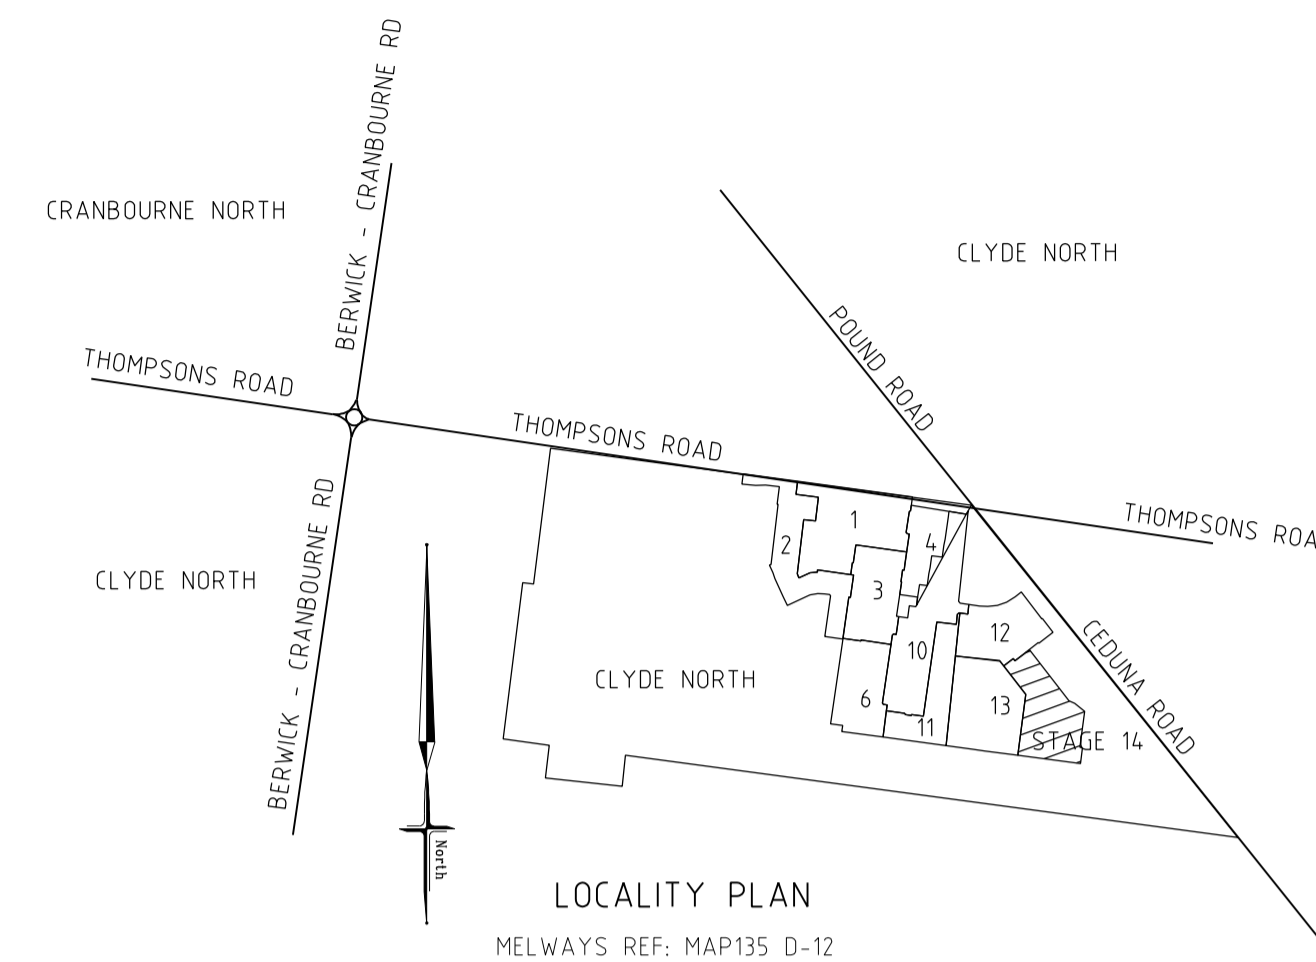 BERWICK - CRANBOURNE RD
CRANBOURNE NORTH
CLYDE NORTH
POUND ROAD
THOMPSONS ROAD
THOMPSONS ROAD
THOMPSONS ROA
1
2
4
3
CLYDE NORTH
BERWICK - CRANBOURNE RD
12
CEDUNA ROAD
10
CLYDE NORTH
6
13
11
STAGE 14
North
LOCALITY PLAN
MELWAYS REF: MAP135 D-12